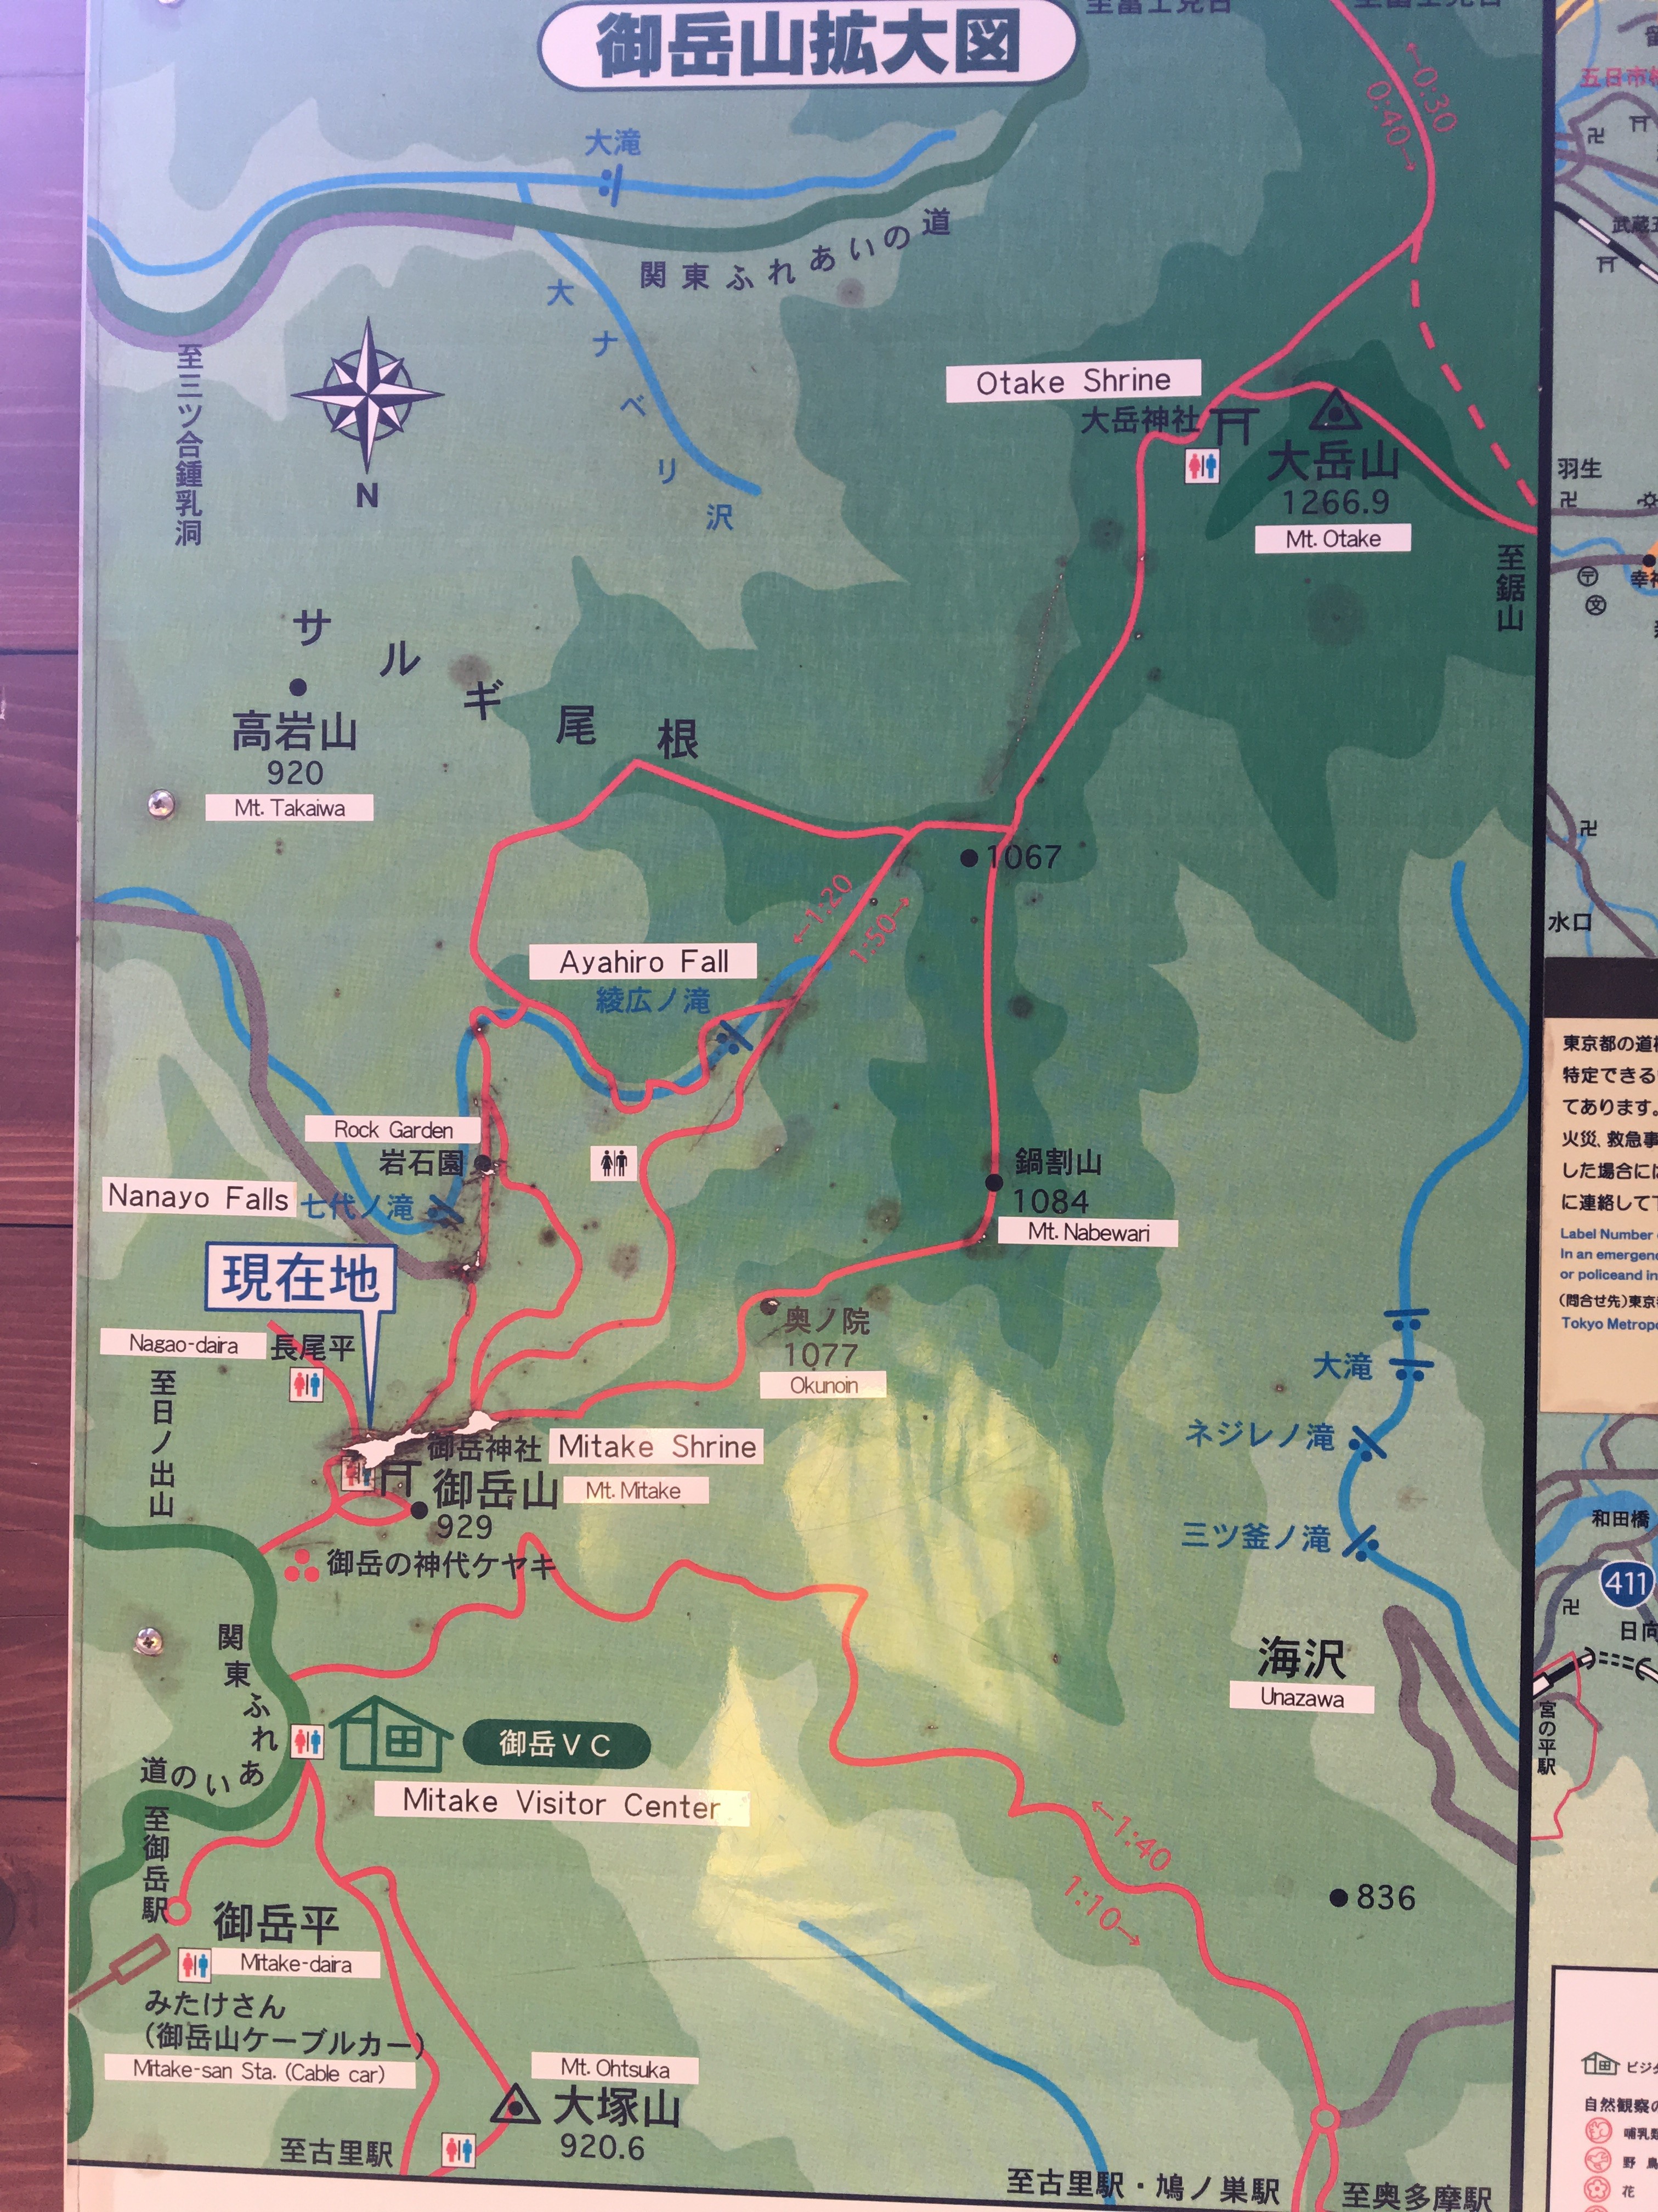 御岳山拡大図
至富士見台
至富士見台
←0:30
0:40→
大滝
関東ふれあいの道
大ナベリ沢
至三ツ合鍾乳洞
N
Otake Shrine
大岳神社
大岳山
1266.9
Mt. Otake
至鋸山
サルギ尾根
高岩山
920
Mt. Takaiwa
1067
←1:20
1:50→
Ayahiro Fall
綾広ノ滝
Rock Garden
岩石園
Nanayo Falls
七代ノ滝
鍋割山
1084
Mt. Nabewari
現在地
奥ノ院
1077
Okunoin
Nagao-daira
長尾平
至日ノ出山
御岳神社
Mitake Shrine
御岳山
Mt. Mitake
929
御岳の神代ケヤキ
大滝
ネジレノ滝
三ツ釜ノ滝
海沢
Unazawa
関東ふれあいの道
御岳VC
Mitake Visitor Center
←1:40
1:10→
836
至御岳駅
御岳平
Mitake-daira
みたけさん
(御岳山ケーブルカー)
Mitake-san Sta. (Cable car)
Mt. Ohtsuka
大塚山
920.6
至古里駅
至古里駅・鳩ノ巣駅
至奥多摩駅
五日市
武蔵五
羽生
水口
東京都の道
特定できる
てあります。
火災、救急事
した場合には
に連絡して
Label Number
In an emergen
or policeand in
(問合せ先)東京
Tokyo Metrop
和田橋
411
日向
宮の平駅
ビジ
自然観察の
哺乳類
野鳥
花